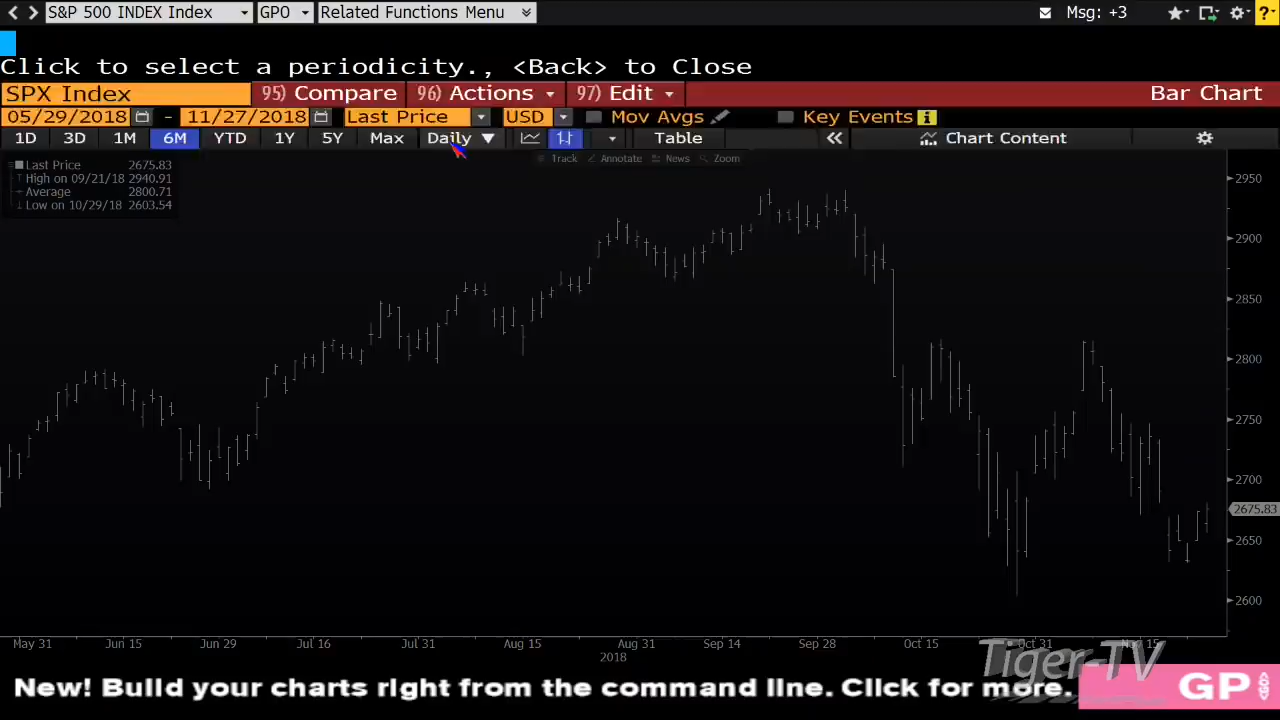 S&P 500 INDEX Index GPO Related Functions Menu Msg: +3 ?
Click to select a periodicity., <Back> to Close
SPX Index 95) Compare 96) Actions 97) Edit Bar Chart
05/29/2018 - 11/27/2018 Last Price USD Mov Avgs Key Events i
1D 3D 1M 6M YTD 1Y 5Y Max Daily Table Chart Content
Track Annotate News Zoom
Last Price 2675.83
High on 09/21/18 2940.91
Average 2800.71
Low on 10/29/18 2603.54
2950
2900
2850
2800
2750
2700
2675.83
2650
2600
May 31 Jun 15 Jun 29 Jul 16 Jul 31 Aug 15 Aug 31 Sep 14 Sep 28 Oct 15 Oct 31 Nov 15
2018
Tiger-TV
New! Build your charts right from the command line. Click for more. GP